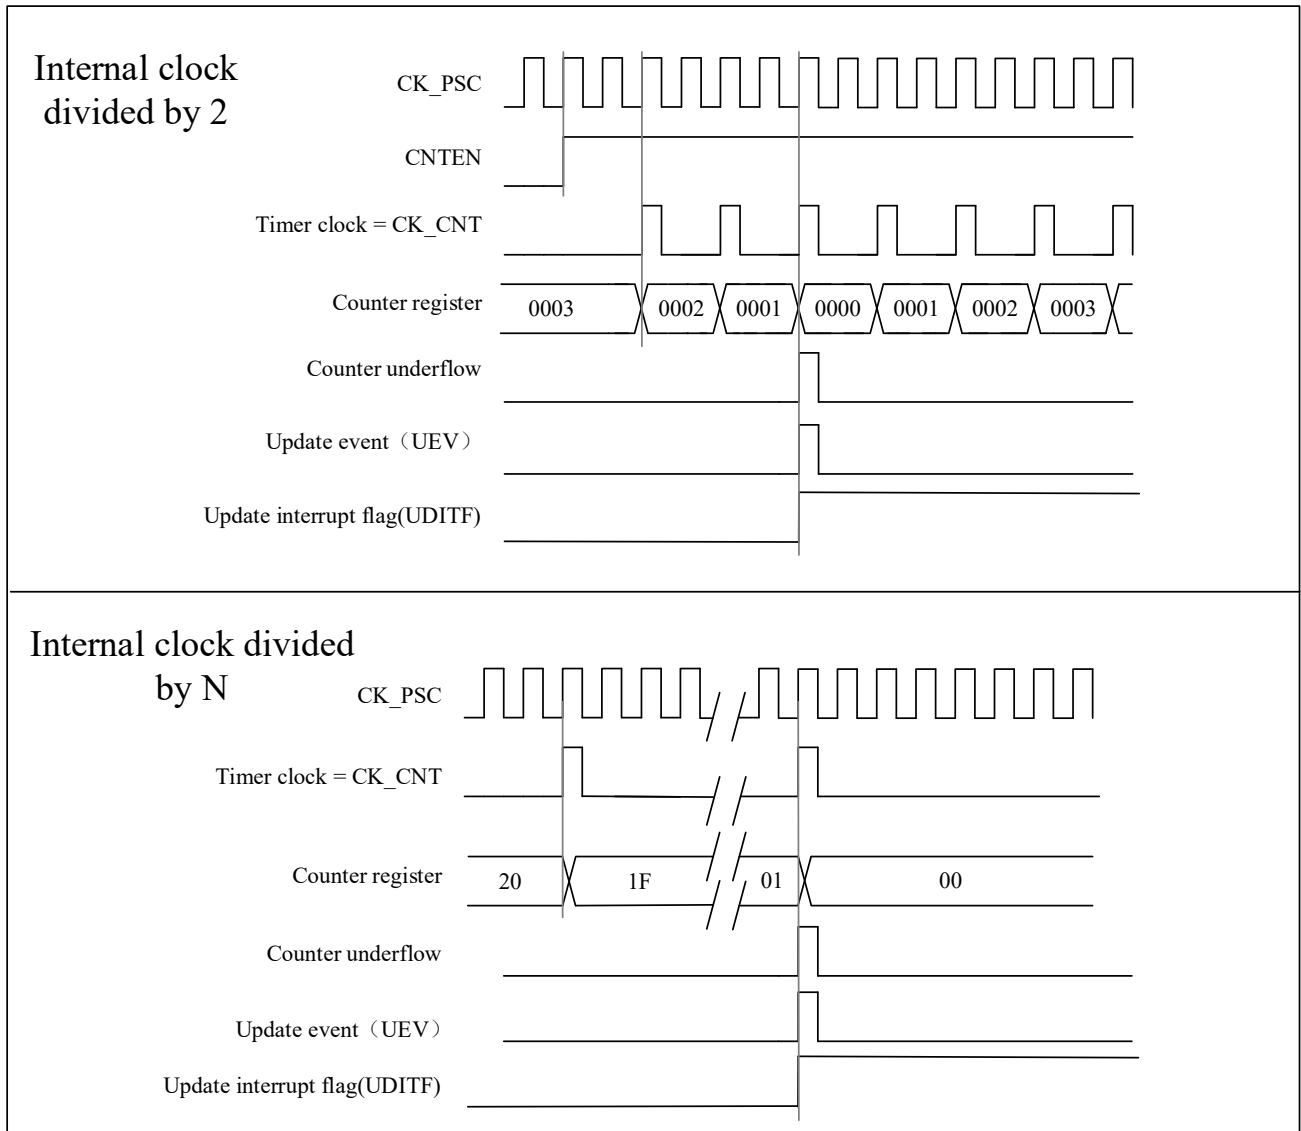 Internal clock
divided by 2
CK_PSC
CNTEN
Timer clock = CK_CNT
Counter register
0003 0002 0001 0000 0001 0002 0003
Counter underflow
Update event（UEV）
Update interrupt flag(UDITF)
Internal clock divided
by N
CK_PSC
Timer clock = CK_CNT
Counter register
20 1F 01 00
Counter underflow
Update event（UEV）
Update interrupt flag(UDITF)